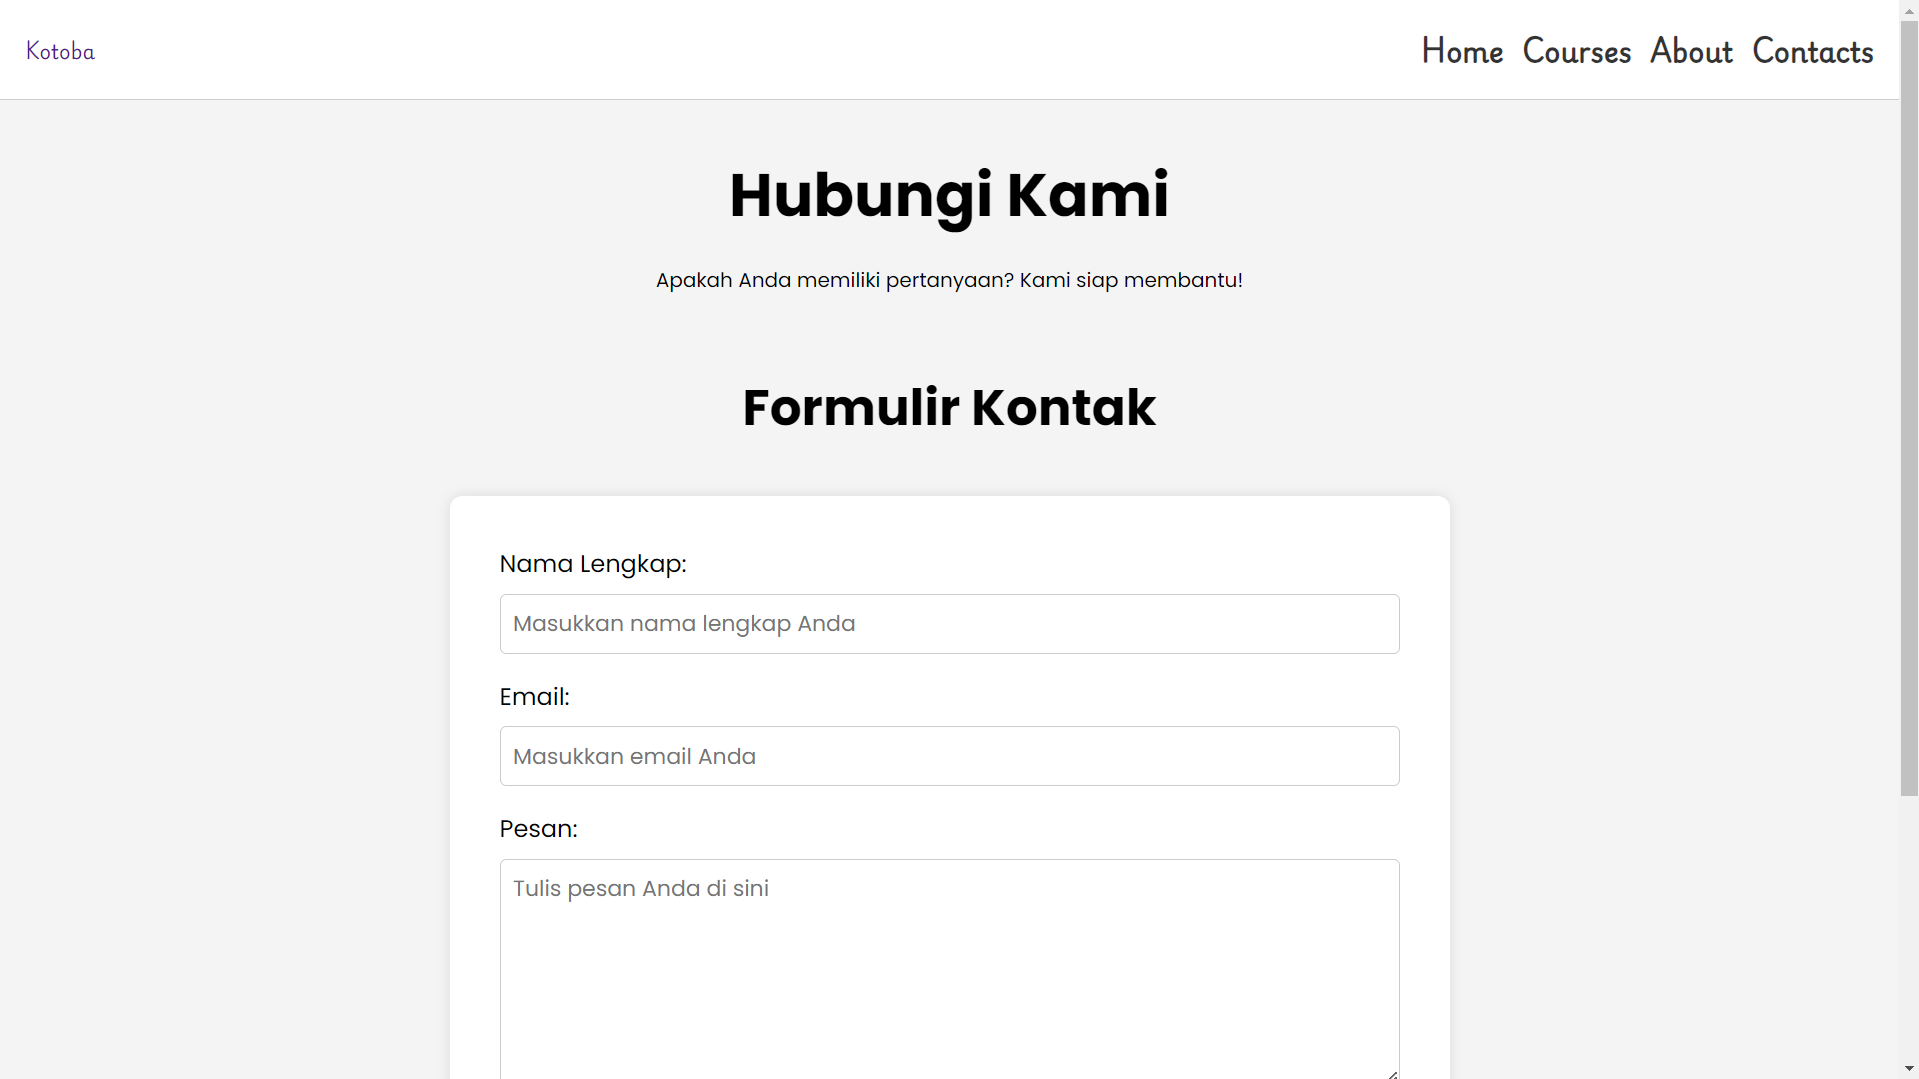 Kotoba
Home Courses About Contacts
Hubungi Kami
Apakah Anda memiliki pertanyaan? Kami siap membantu!
Formulir Kontak
Nama Lengkap:
Masukkan nama lengkap Anda
Email:
Masukkan email Anda
Pesan:
Tulis pesan Anda di sini